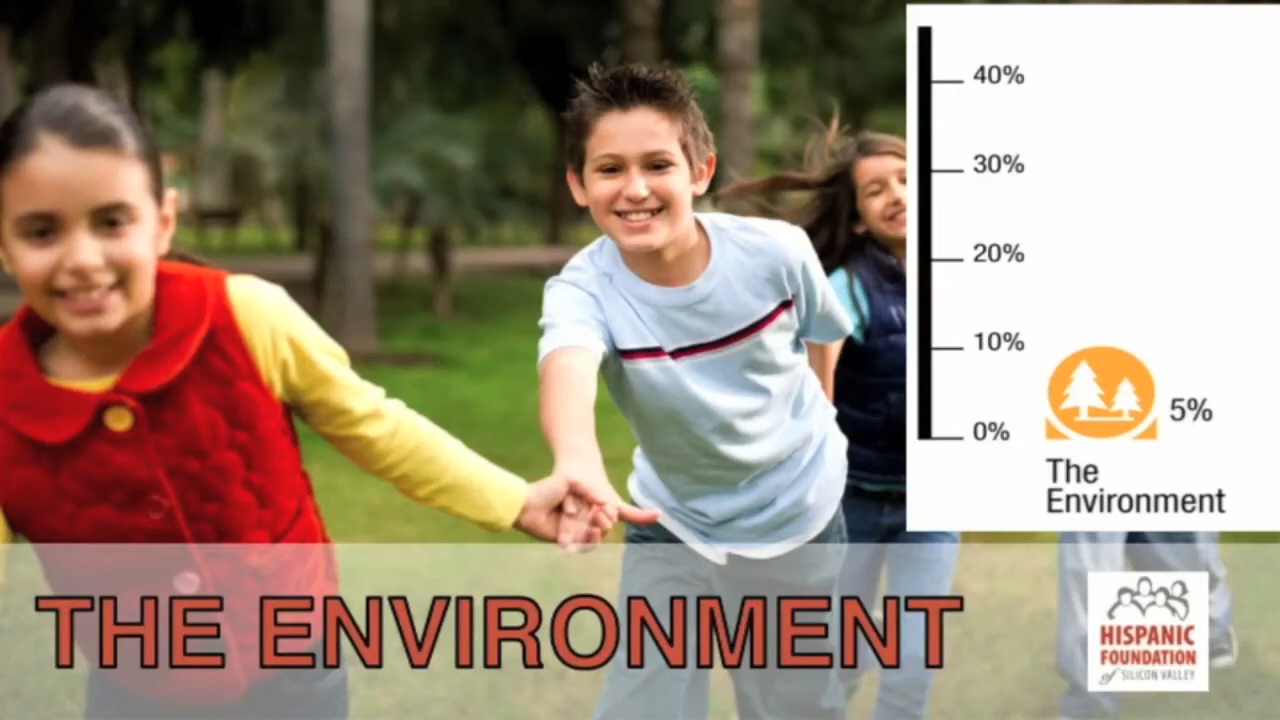 40%
30%
20%
10%
0%
5%
The
Environment
THE ENVIRONMENT
HISPANIC
FOUNDATION
of SILICON VALLEY